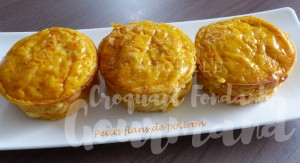 Croquant Fondant
Gourmand
Petits flans de potiron